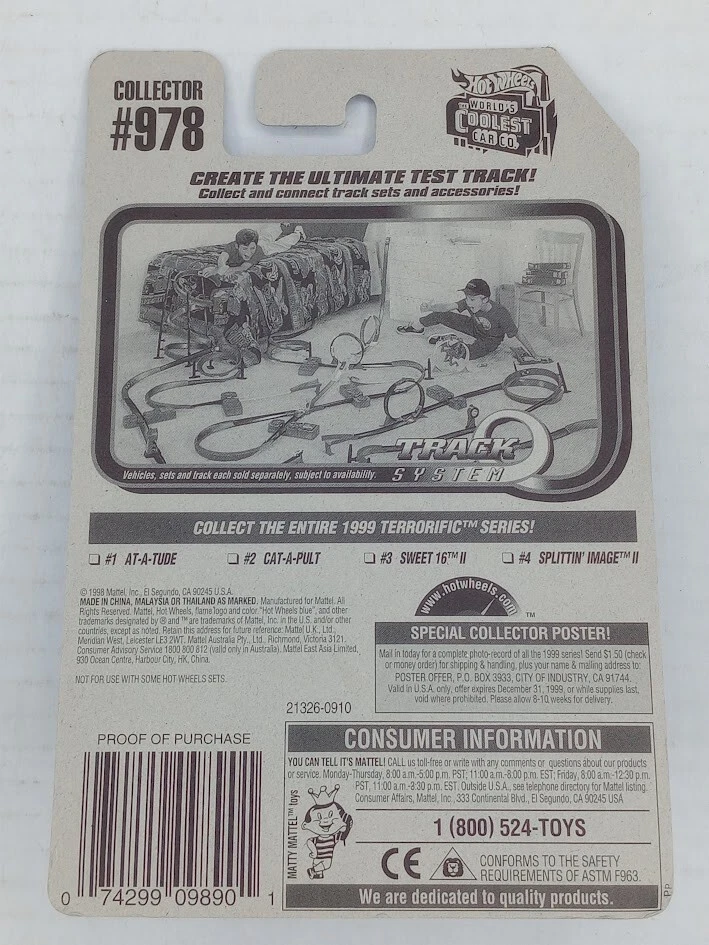 COLLECTOR
#978
HOT WHEELS
THE WORLD'S
COOLEST
CAR CO.
CREATE THE ULTIMATE TEST TRACK!
Collect and connect track sets and accessories!
Vehicles, sets and track each sold separately, subject to availability.
TRACK
SYSTEM
COLLECT THE ENTIRE 1999 TERRORIFIC™ SERIES!
#1 AT-A-TUDE
#2 CAT-A-PULT
#3 SWEET 16™ II
#4 SPLITTIN' IMAGE™ II
© 1998 Mattel, Inc., El Segundo, CA 90245 U.S.A.
MADE IN CHINA, MALAYSIA OR THAILAND AS MARKED. Manufactured for Mattel. All
Rights Reserved. Mattel, Hot Wheels, flame logo and color "Hot Wheels blue", and other
trademarks designated by ® and ™ are trademarks of Mattel, Inc. in the U.S. and/or other
countries, except as noted. Retain this address for future reference: Mattel U.K., Ltd.,
Meridian West, Leicester LE3 2WT. Mattel Australia Pty., Ltd., Richmond, Victoria 3121.
Consumer Advisory Service 1800 800 812 (valid only in Australia). Mattel East Asia Limited,
930 Ocean Centre, Harbour City, HK, China.
NOT FOR USE WITH SOME HOT WHEELS SETS.
21326-0910
www.hotwheels.com
™
SPECIAL COLLECTOR POSTER!
Mail in today for a complete photo-record of all the 1999 series! Send $1.50 (check
or money order) for shipping & handling, plus your name & mailing address to:
POSTER OFFER, P.O. BOX 3933, CITY OF INDUSTRY, CA 91744.
Valid in U.S.A. only, offer expires December 31, 1999, or while supplies last,
void where prohibited. Please allow 8-10 weeks for delivery.
PROOF OF PURCHASE
0 74299 09890 1
CONSUMER INFORMATION
YOU CAN TELL IT'S MATTEL! CALL us toll-free or write with any comments or questions about our products
or service. Monday-Thursday, 8:00 a.m.-5:00 p.m. PST; 11:00 a.m.-8:00 p.m. EST; Friday, 8:00 a.m.-12:30 p.m.
PST, 11:00 a.m.-3:30 p.m. EST. Outside U.S.A., see telephone directory for Mattel listing.
Consumer Affairs, Mattel, Inc., 333 Continental Blvd., El Segundo, CA 90245 USA
MATTY MATTEL™ toys
1 (800) 524-TOYS
CE
CONFORMS TO THE SAFETY
REQUIREMENTS OF ASTM F963.
We are dedicated to quality products.